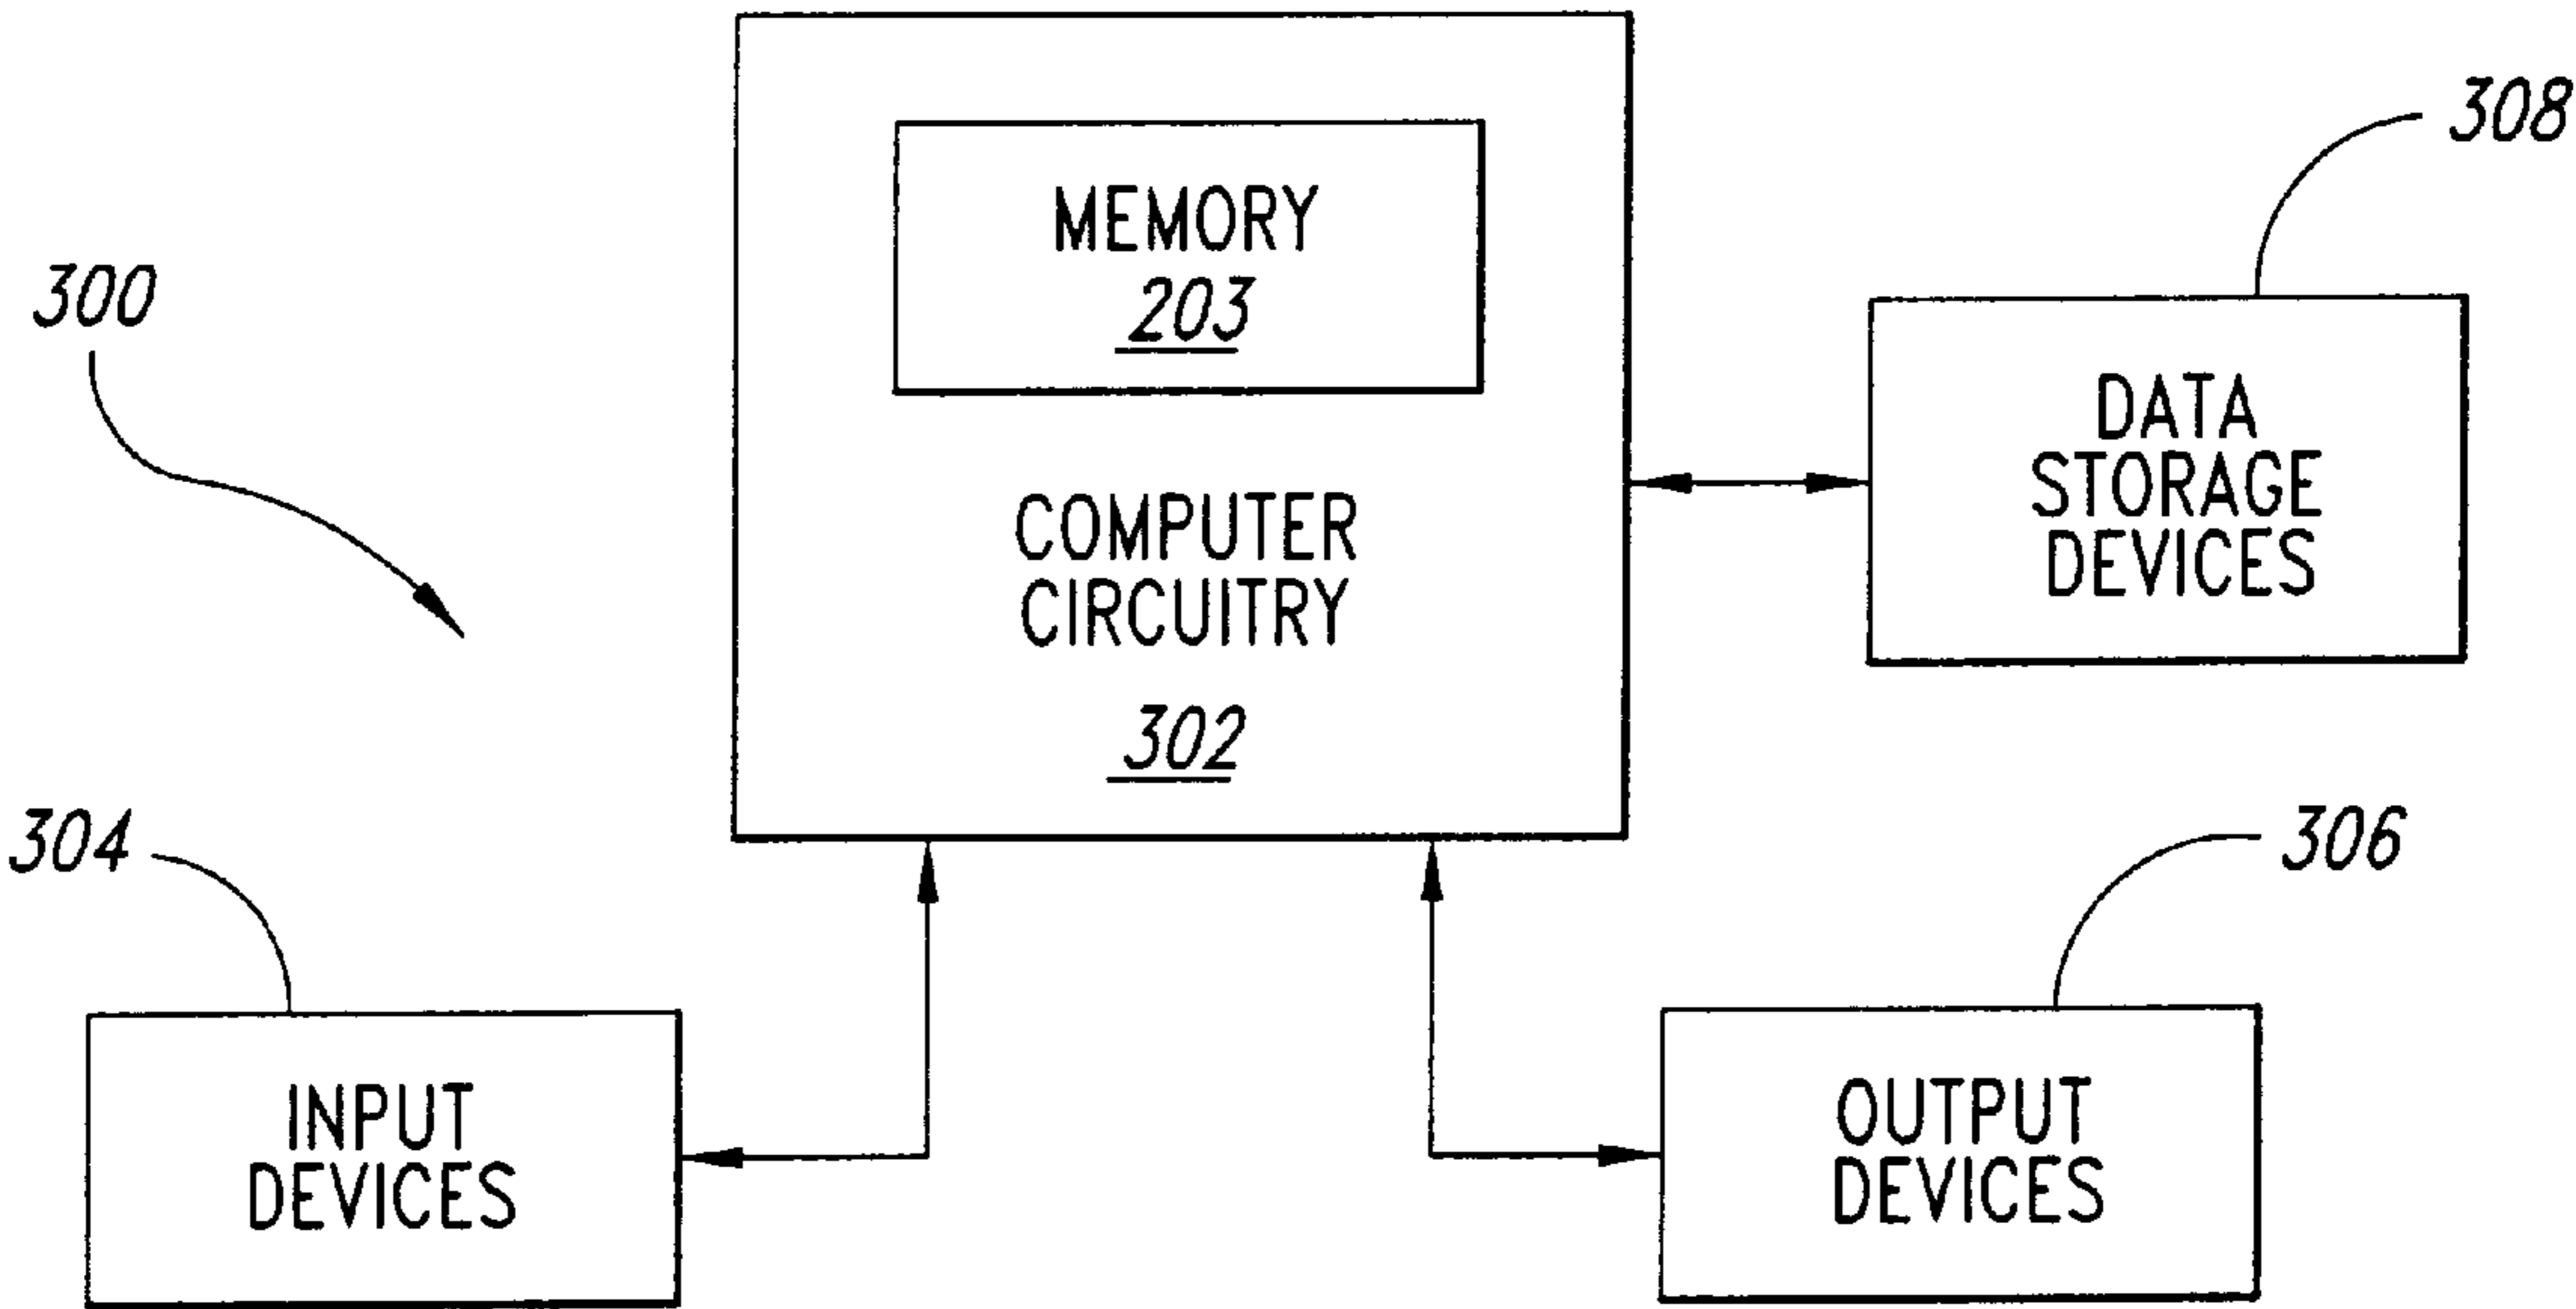 308
MEMORY
203
300
DATA
STORAGE
DEVICES
COMPUTER
CIRCUITRY
302
304
306
INPUT
DEVICES
OUTPUT
DEVICES